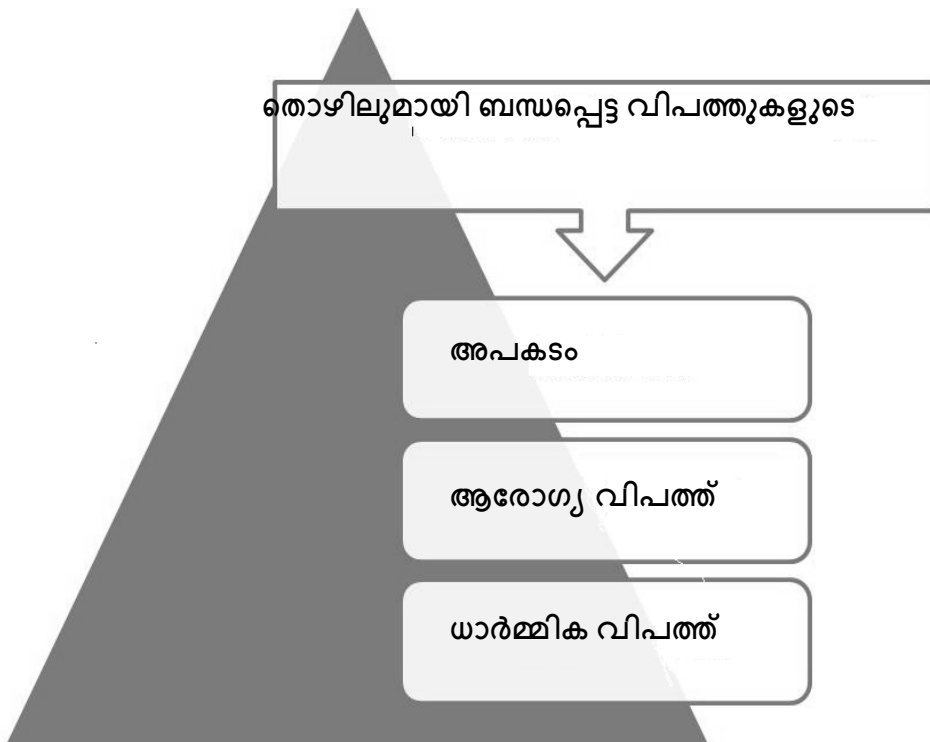 തൊഴിലുമായി ബന്ധപ്പെട്ട വിപത്തുകളുടെ
അപകടം
ആരോഗ്യ വിപത്ത്
ധാർമ്മിക വിപത്ത്